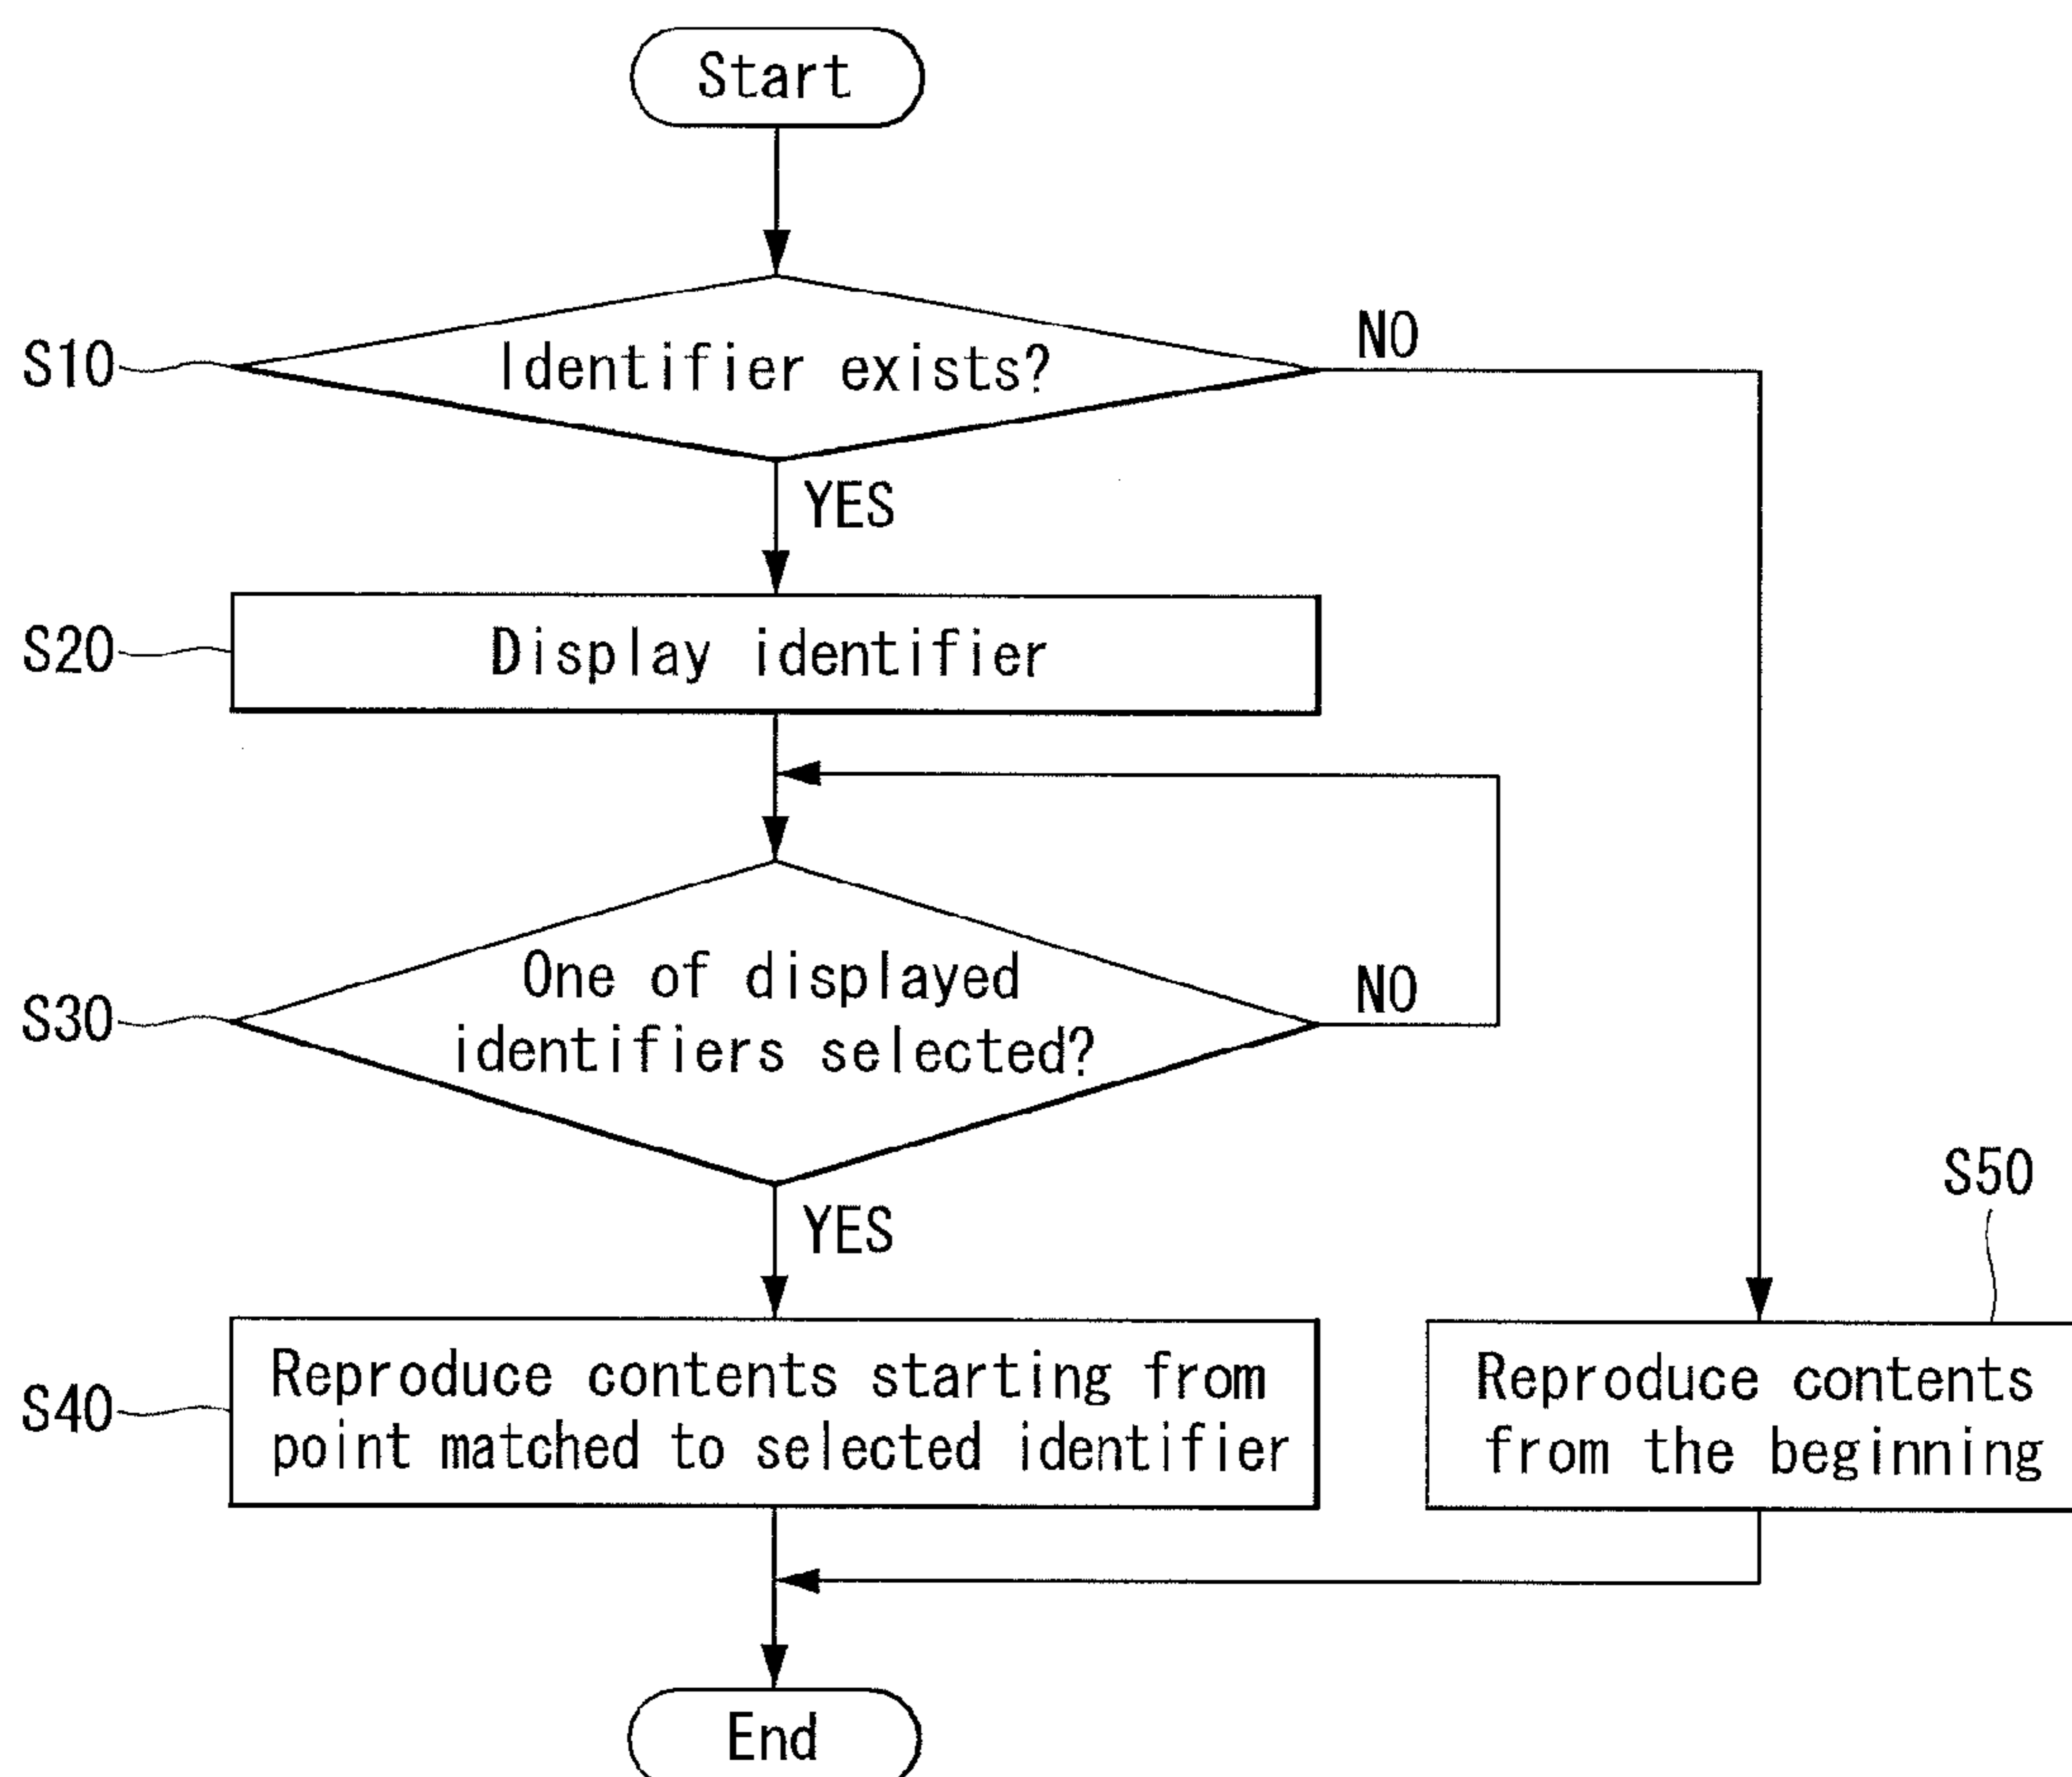 Start
S10
Identifier exists?
NO
YES
S20
Display identifier
S30
One of displayed
identifiers selected?
NO
YES
S50
S40
Reproduce contents starting from
point matched to selected identifier
Reproduce contents
from the beginning
End